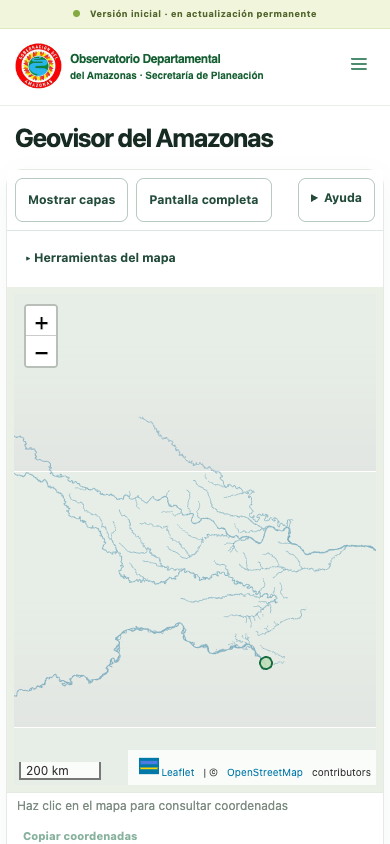 Versión inicial · en actualización permanente
Observatorio Departamental
del Amazonas · Secretaría de Planeación
Geovisor del Amazonas
Mostrar capas
Pantalla completa
▶ Ayuda
▸ Herramientas del mapa
+
−
200 km
Leaflet | © OpenStreetMap contributors
Haz clic en el mapa para consultar coordenadas
Copiar coordenadas